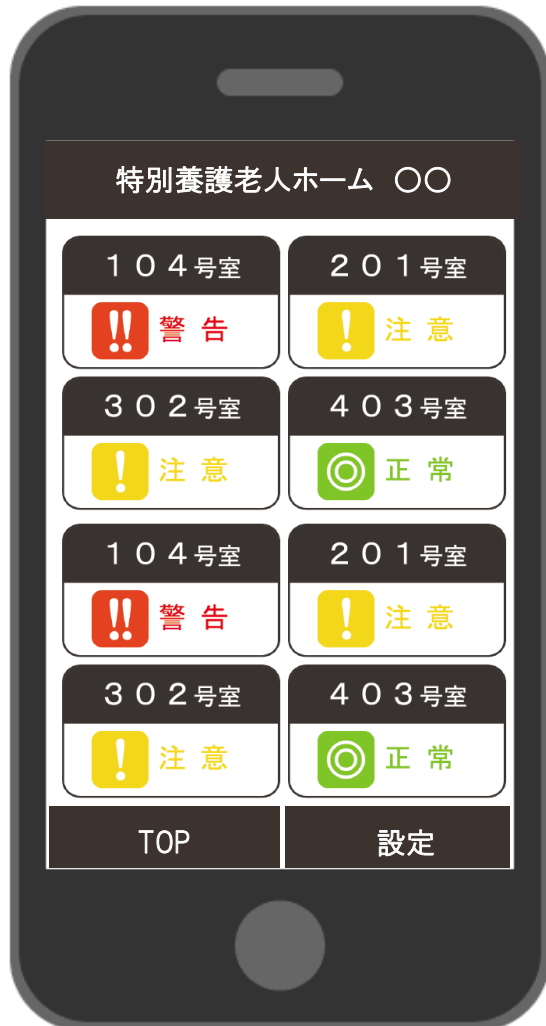 特別養護老人ホーム ○○
１０４号室 ２０１号室
警告 注意
３０２号室 ４０３号室
注意 正常
１０４号室 ２０１号室
警告 注意
３０２号室 ４０３号室
注意 正常
TOP 設定